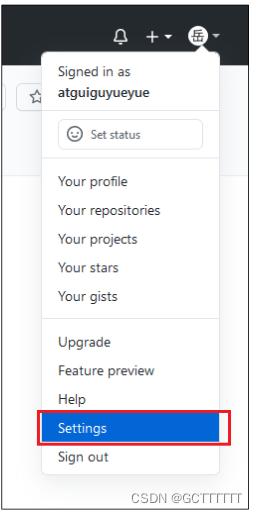 岳
Signed in as
atguiguyueyue
Set status
Your profile
Your repositories
Your projects
Your stars
Your gists
Upgrade
Feature preview
Help
Settings
Sign out
CSDN @GCTTTTTT